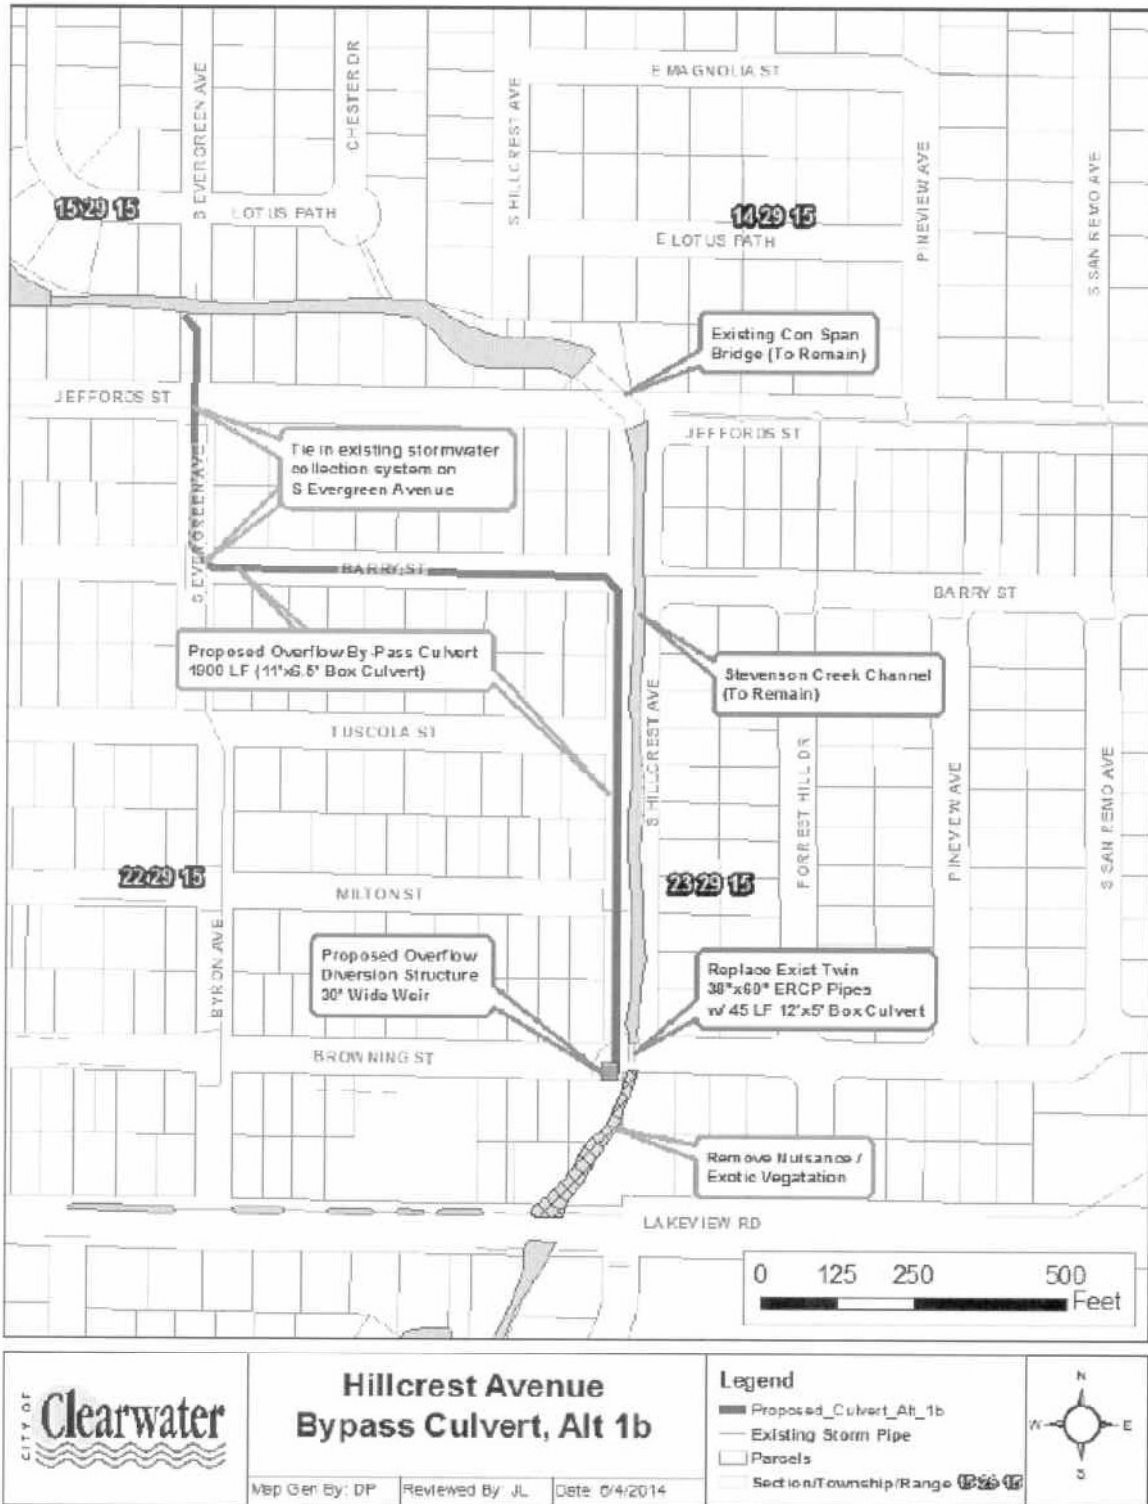 E MAGNOLIA ST
S EVERGREEN AVE
CHESTER DR
S HILLCREST AVE
PINEVIEW AVE
S SAN REMO AVE
15 29 15
LOTUS PATH
14 29 15
E LOTUS PATH
Existing Con Span
Bridge (To Remain)
JEFFORDS ST
JEFFORDS ST
Tie in existing stormwater
collection system on
S Evergreen Avenue
S EVERGREEN AVE
BARRY ST
BARRY ST
Proposed Overflow By-Pass Culvert
1900 LF (11'x6.5' Box Culvert)
Stevenson Creek Channel
(To Remain)
TUSCOLA ST
S HILLCREST AVE
FORREST HILL DR
PINEVIEW AVE
S SAN REMO AVE
22 29 15
23 29 15
MILTON ST
BYRON AVE
Proposed Overflow
Diversion Structure
30' Wide Weir
Replace Exist Twin
38"x60" ERCP Pipes
w/ 45 LF 12'x5' Box Culvert
BROWNING ST
Remove Nuisance /
Exotic Vegatation
LAKEVIEW RD
0 125 250 500
Feet
CITY OF
Clearwater
Hillcrest Avenue
Bypass Culvert, Alt 1b
Map Gen By: DP
Reviewed By: JL
Date: 6/4/2014
Legend
Proposed_Culvert_Alt_1b
Existing Storm Pipe
Parcels
Section/Township/Range
N
W
E
S